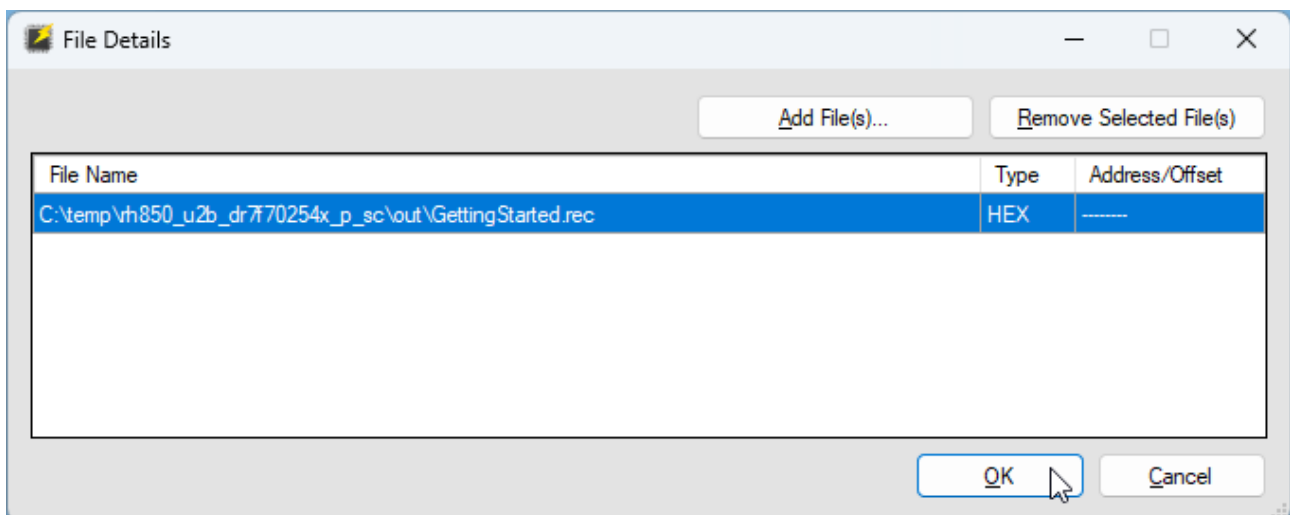 File Details
Add File(s)... Remove Selected File(s)
File Name Type Address/Offset
C:\temp\rh850_u2b_dr7f70254x_p_sc\out\GettingStarted.rec HEX --------
OK Cancel